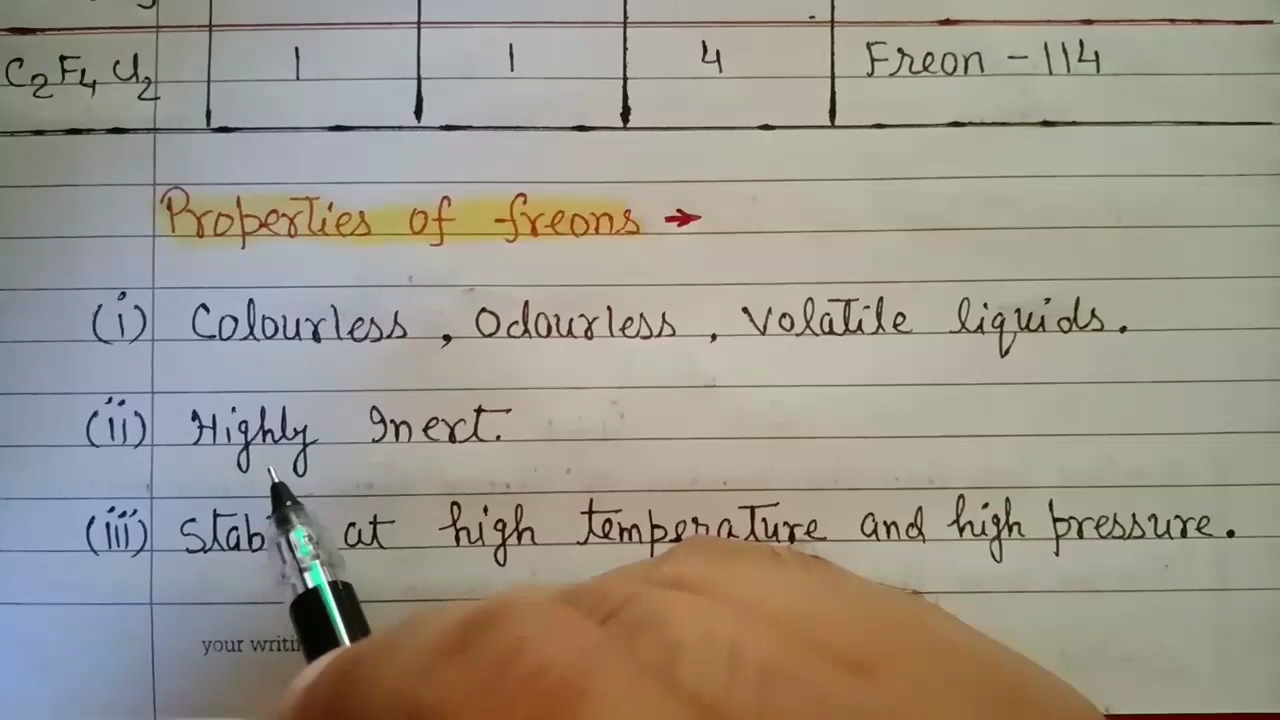 C₂F₄Cl₂ 1 1 4 Freon - 114
Properties of freons →
(i) Colourless, Odourless, Volatile liquids.
(ii) Highly Inert.
(iii) at high temperature and high pressure.
your